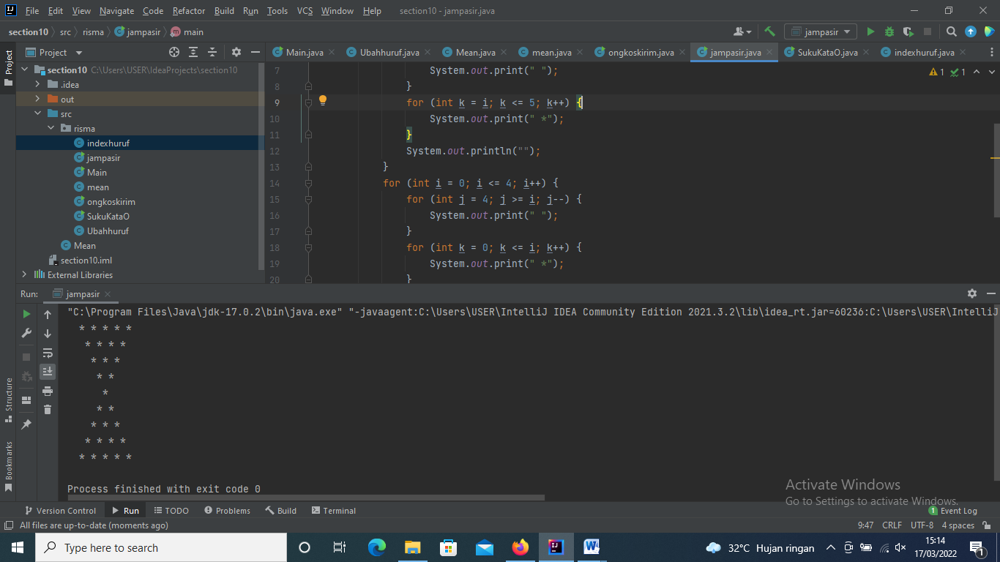 File Edit View Navigate Code Refactor Build Run Tools VCS Window Help section10 - jampasir.java
section10 src risma jampasir main jampasir
Project Main.java Ubahhuruf.java Mean.java mean.java ongkoskirim.java jampasir.java SukuKataO.java indexhuruf.java
Project
section10 C:\Users\USER\IdeaProjects\section10
.idea
out
src
risma
indexhuruf
jampasir
Main
mean
ongkoskirim
SukuKataO
Ubahhuruf
Mean
section10.iml
External Libraries
1 1
7 System.out.print(" ");
8 }
9 for (int k = i; k <= 5; k++) {
10 System.out.print(" *");
11 }
12 System.out.println("");
13 }
14 for (int i = 0; i <= 4; i++) {
15 for (int j = 4; j >= i; j--) {
16 System.out.print(" ");
17 }
18 for (int k = 0; k <= i; k++) {
19 System.out.print(" *");
20 }
Run: jampasir
"C:\Program Files\Java\jdk-17.0.2\bin\java.exe" "-javaagent:C:\Users\USER\IntelliJ IDEA Community Edition 2021.3.2\lib\idea_rt.jar=60236:C:\Users\USER\IntelliJ
* * * * *
* * * *
* * *
* *
*
* *
* * *
* * * *
* * * * *
Process finished with exit code 0
Structure
Bookmarks
Activate Windows
Go to Settings to activate Windows.
Version Control Run TODO Problems Build Terminal 1 Event Log
All files are up-to-date (moments ago) 9:47 CRLF UTF-8 4 spaces
Type here to search 32°C Hujan ringan 15:14
17/03/2022 1